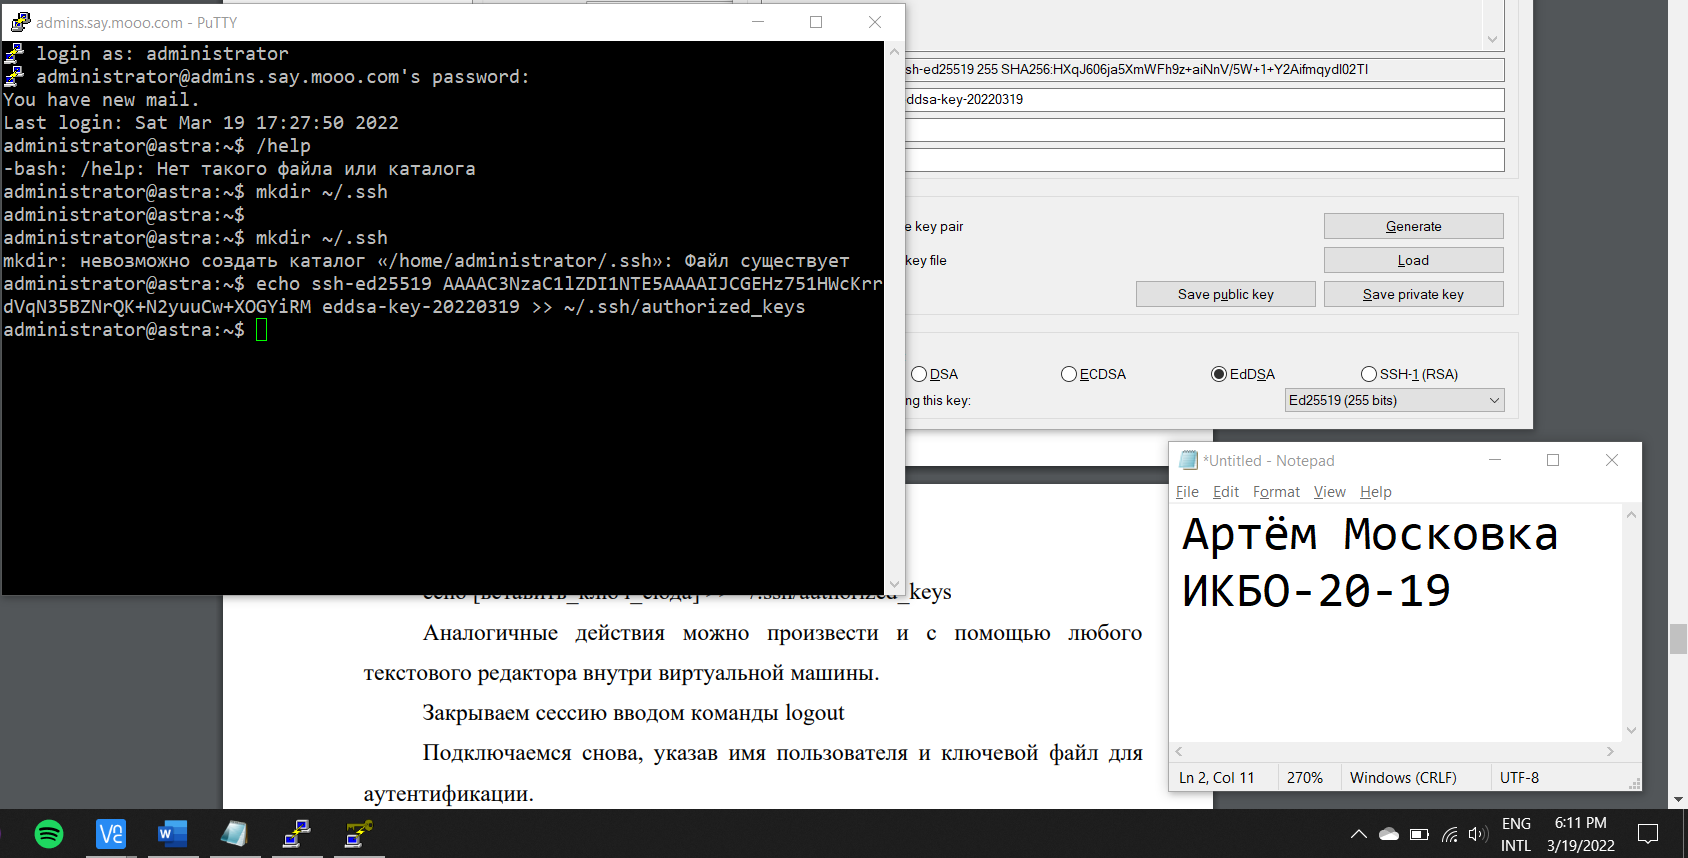 admins.say.mooo.com - PuTTY
login as: administrator
administrator@admins.say.mooo.com's password:
You have new mail.
Last login: Sat Mar 19 17:27:50 2022
administrator@astra:~$ /help
-bash: /help: Нет такого файла или каталога
administrator@astra:~$ mkdir ~/.ssh
administrator@astra:~$
administrator@astra:~$ mkdir ~/.ssh
mkdir: невозможно создать каталог «/home/administrator/.ssh»: Файл существует
administrator@astra:~$ echo ssh-ed25519 AAAAC3NzaC1lZDI1NTE5AAAAIJCGEHz751HWcKrr
dVqN35BZNrQK+N2yuuCw+XOGYiRM eddsa-key-20220319 >> ~/.ssh/authorized_keys
administrator@astra:~$
sh-ed25519 255 SHA256:HXqJ606ja5XmWFh9z+aiNnV/5W+1+Y2Aifmqydl02TI
ddsa-key-20220319
e key pair
Generate
key file
Load
Save public key
Save private key
DSA
ECDSA
EdDSA
SSH-1 (RSA)
ng this key:
Ed25519 (255 bits)
*Untitled - Notepad
File Edit Format View Help
Артём Московка
ИКБО-20-19
Ln 2, Col 11
270%
Windows (CRLF)
UTF-8
/.ssh/authorized_keys
Аналогичные действия можно произвести и с помощью любого
текстового редактора внутри виртуальной машины.
Закрываем сессию вводом команды logout
Подключаемся снова, указав имя пользователя и ключевой файл для
аутентификации.
ENG
INTL
6:11 PM
3/19/2022